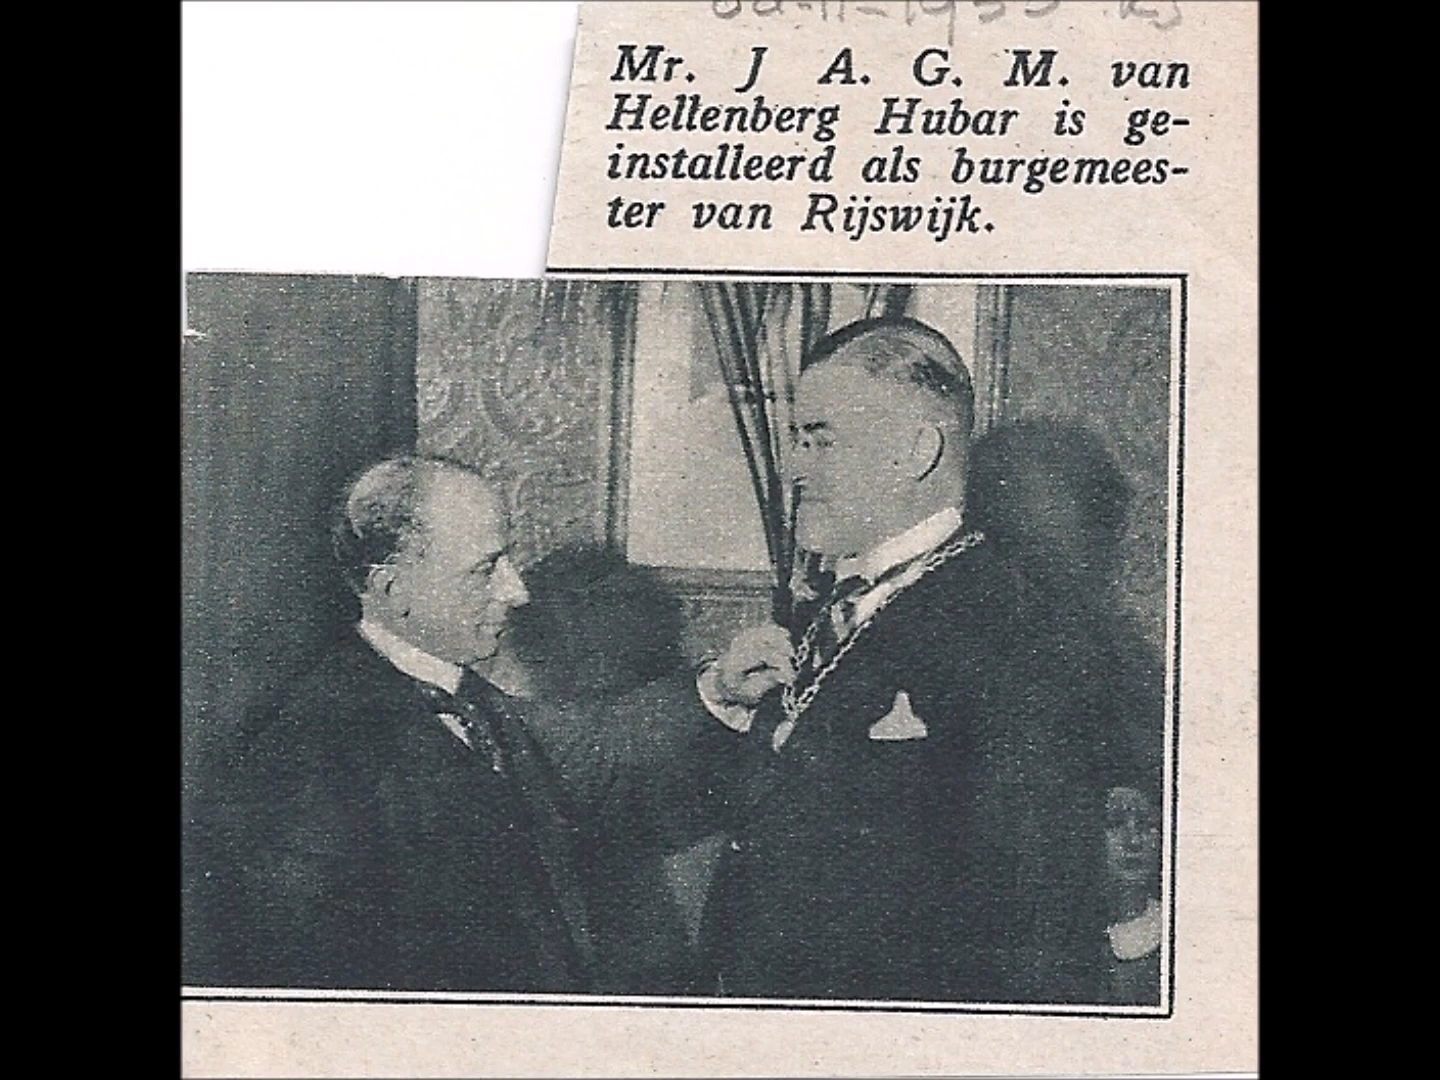 Mr. J A. G. M. van
Hellenberg Hubar is ge-
installeerd als burgemees-
ter van Rijswijk.